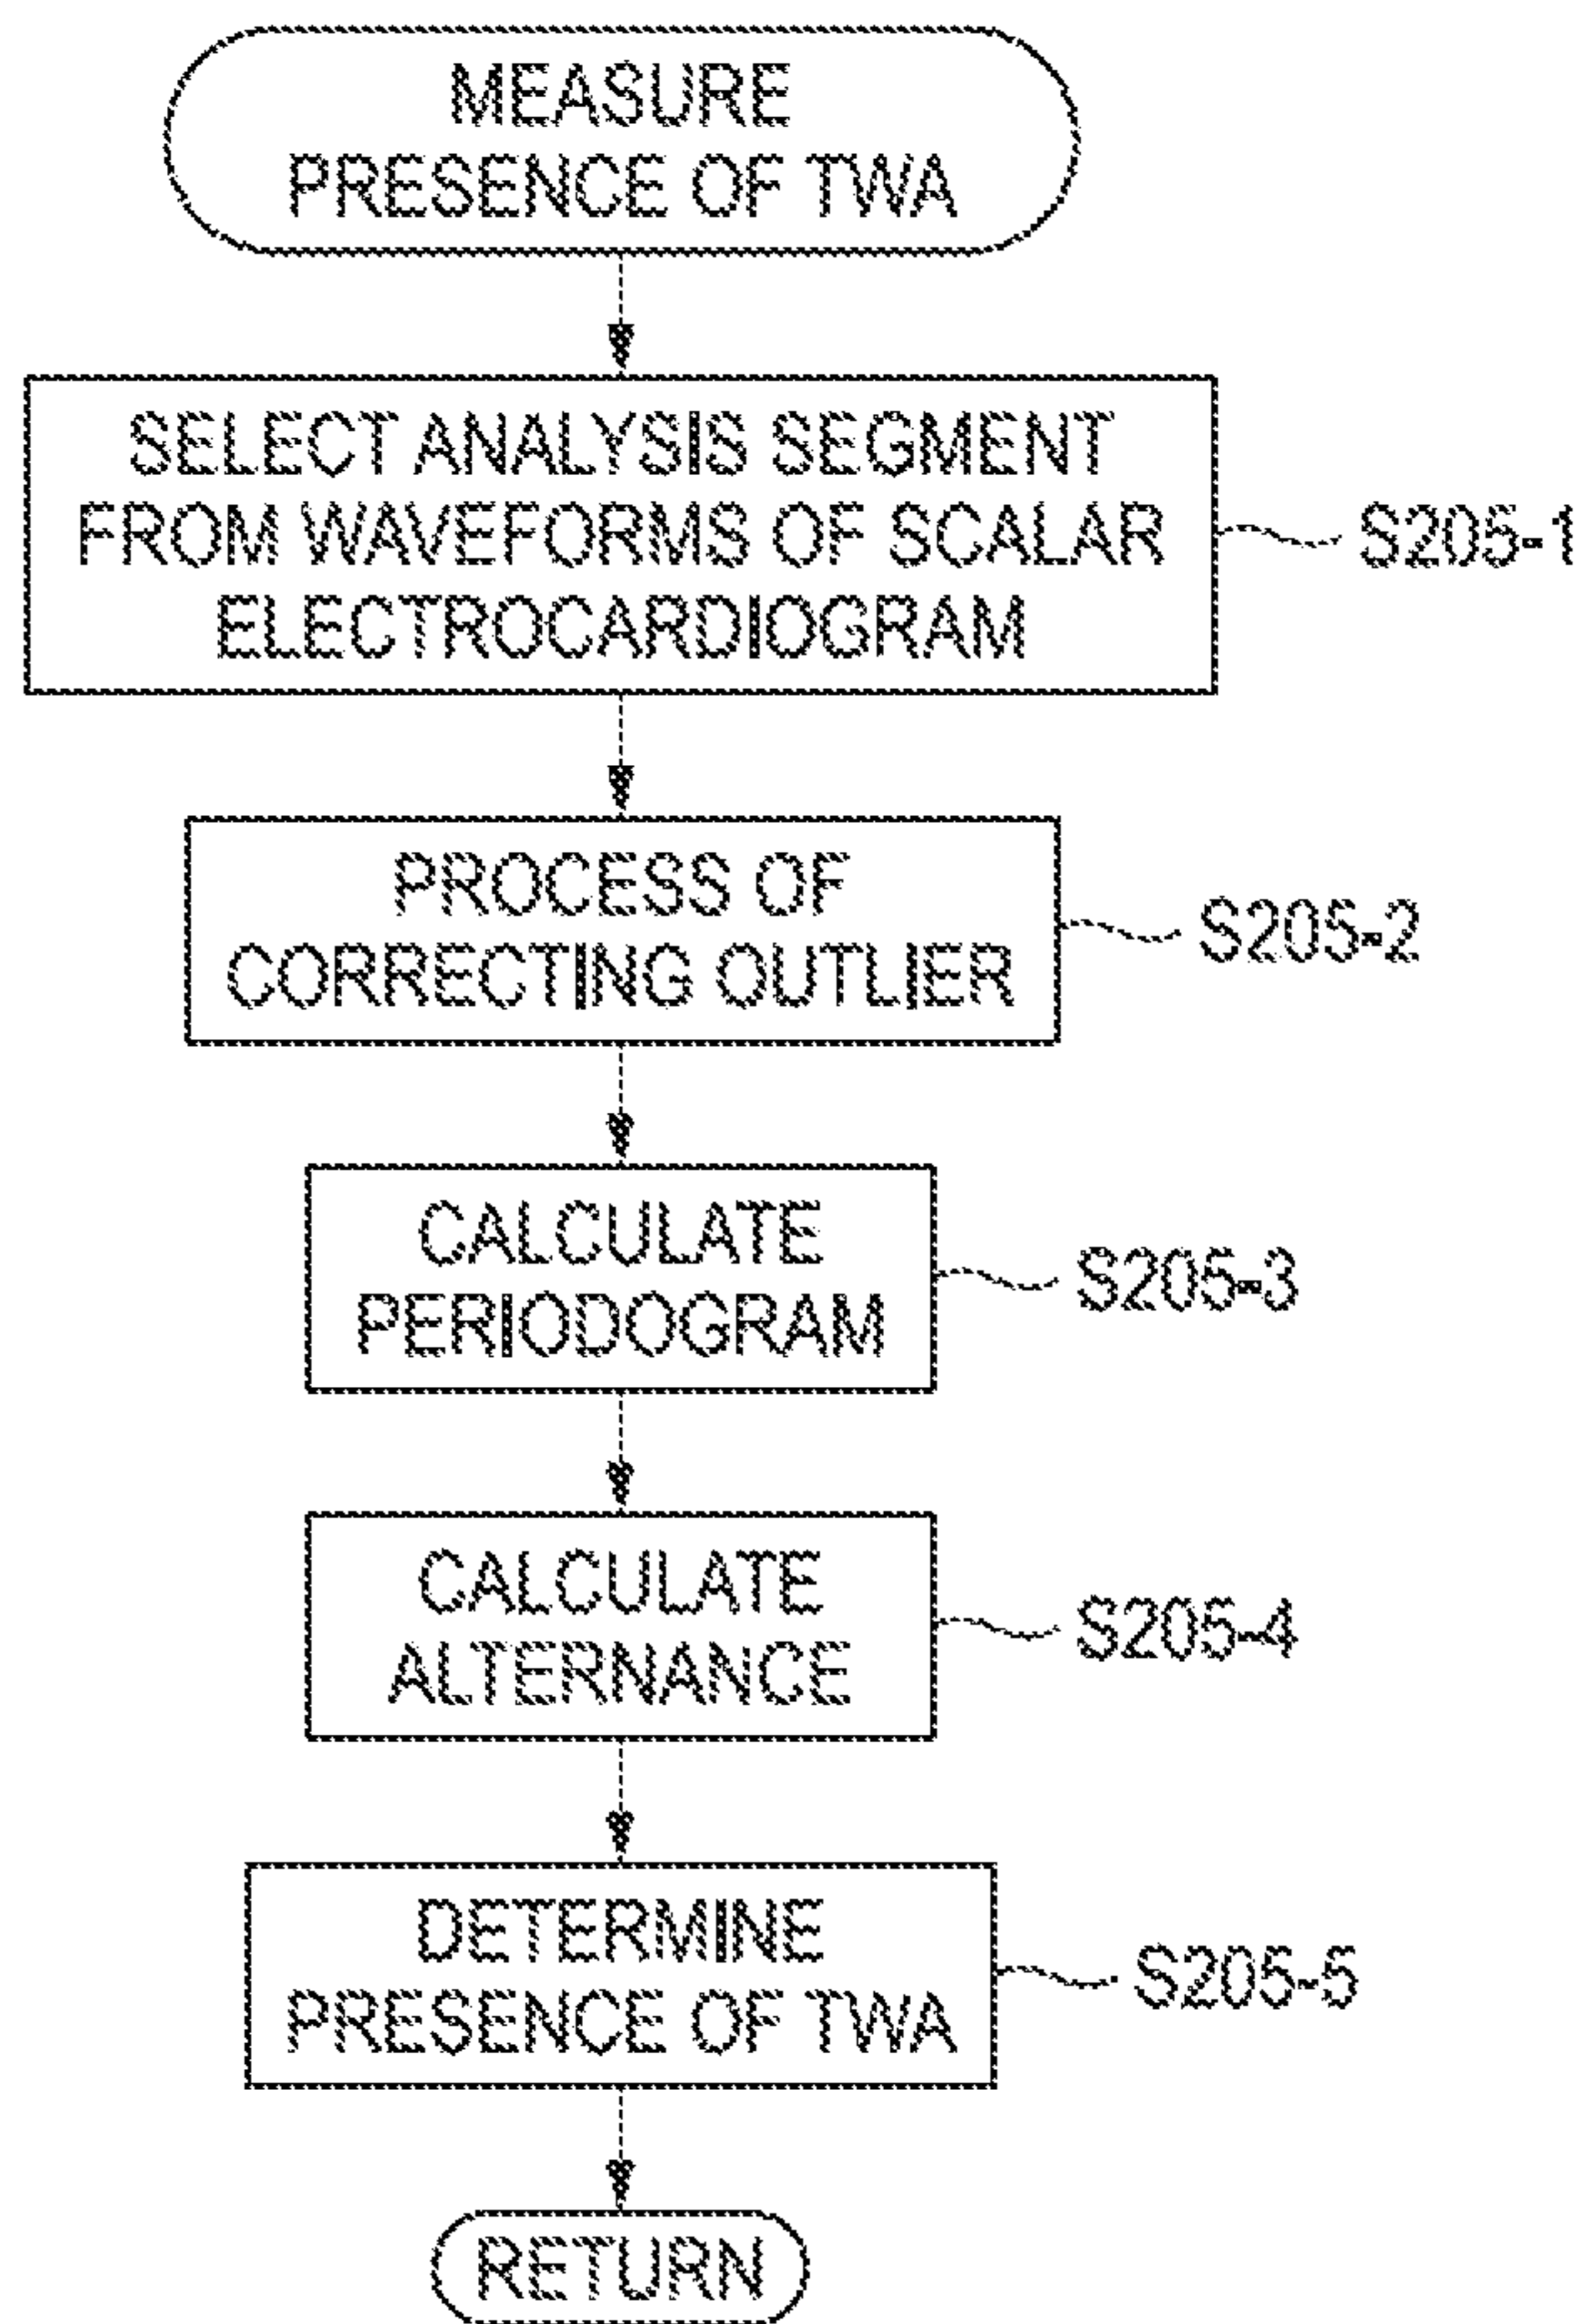 MEASURE
PRESENCE OF TWA
SELECT ANALYSIS SEGMENT
FROM WAVEFORMS OF SCALAR
ELECTROCARDIOGRAM
S205-1
PROCESS OF
CORRECTING OUTLIER
S205-2
CALCULATE
PERIODOGRAM
S205-3
CALCULATE
ALTERNANCE
S205-4
DETERMINE
PRESENCE OF TWA
S205-5
RETURN